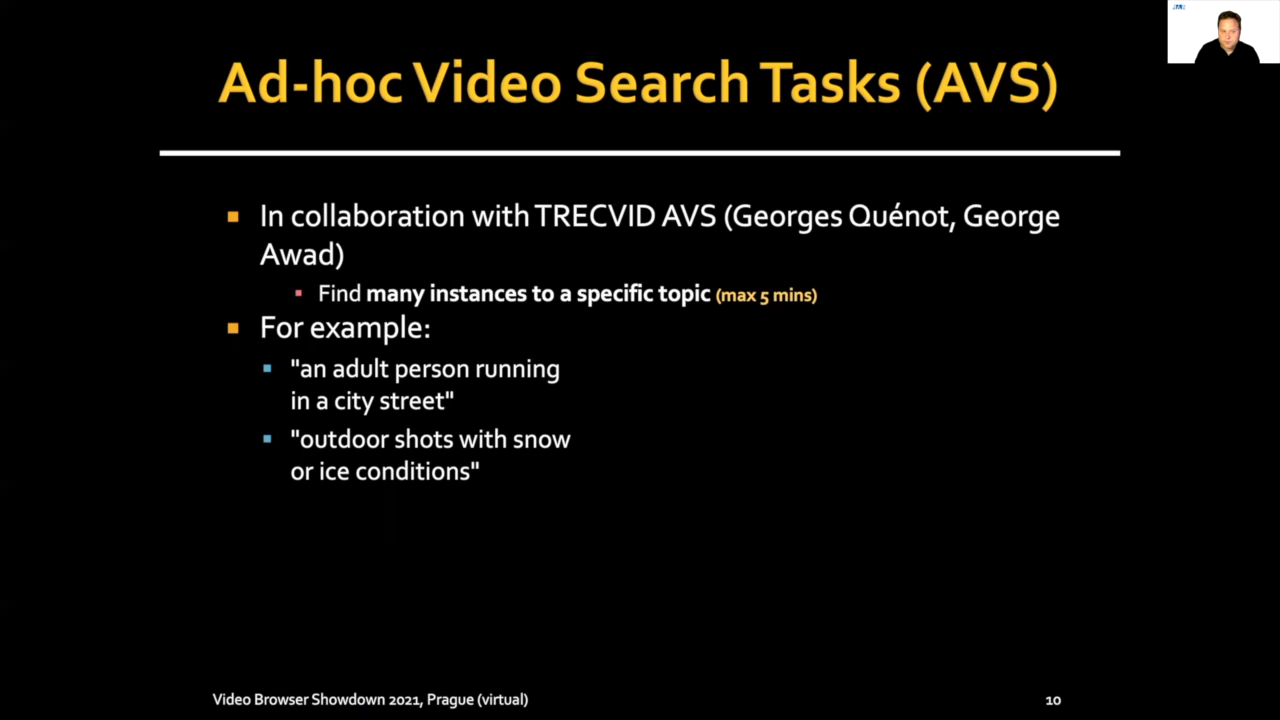 Ad-hoc Video Search Tasks (AVS)
In collaboration with TRECVID AVS (Georges Quénot, George
Awad)
Find many instances to a specific topic (max 5 mins)
For example:
"an adult person running
in a city street"
"outdoor shots with snow
or ice conditions"
Video Browser Showdown 2021, Prague (virtual)
10